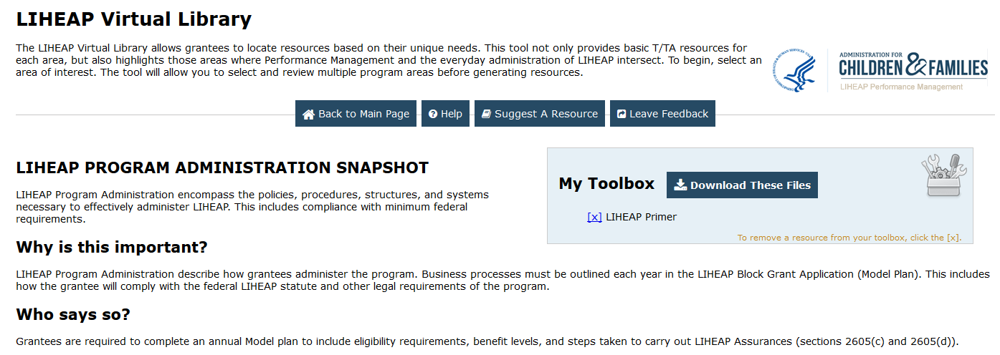 LIHEAP Virtual Library
The LIHEAP Virtual Library allows grantees to locate resources based on their unique needs. This tool not only provides basic T/TA resources for
each area, but also highlights those areas where Performance Management and the everyday administration of LIHEAP intersect. To begin, select an
area of interest. The tool will allow you to select and review multiple program areas before generating resources.
ADMINISTRATION FOR
CHILDREN & FAMILIES
LIHEAP Performance Management
Back to Main Page
Help
Suggest A Resource
Leave Feedback
LIHEAP PROGRAM ADMINISTRATION SNAPSHOT
LIHEAP Program Administration encompass the policies, procedures, structures, and systems
necessary to effectively administer LIHEAP. This includes compliance with minimum federal
requirements.
My Toolbox
Download These Files
[x] LIHEAP Primer
To remove a resource from your toolbox, click the [x].
Why is this important?
LIHEAP Program Administration describe how grantees administer the program. Business processes must be outlined each year in the LIHEAP Block Grant Application (Model Plan). This includes
how the grantee will comply with the federal LIHEAP statute and other legal requirements of the program.
Who says so?
Grantees are required to complete an annual Model plan to include eligibility requirements, benefit levels, and steps taken to carry out LIHEAP Assurances (sections 2605(c) and 2605(d)).